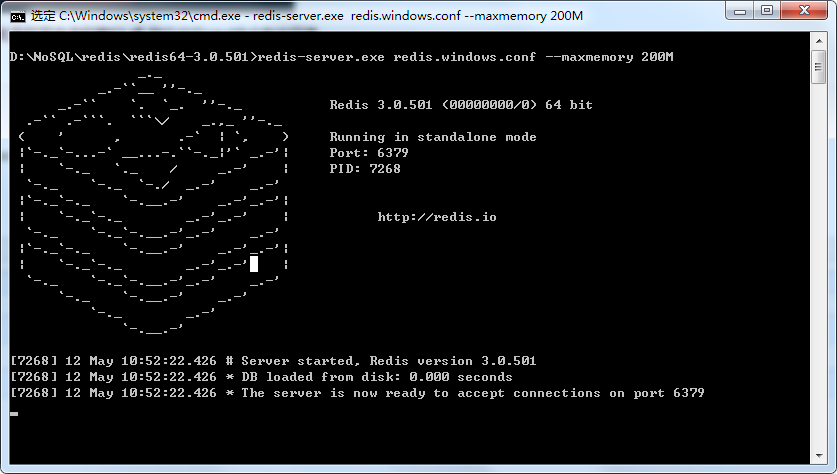 选定 C:\Windows\system32\cmd.exe - redis-server.exe  redis.windows.conf --maxmemory 200M
D:\NoSQL\redis\redis64-3.0.501>redis-server.exe redis.windows.conf --maxmemory 200M
Redis 3.0.501 (00000000/0) 64 bit
Running in standalone mode
Port: 6379
PID: 7268
http://redis.io
[7268] 12 May 10:52:22.426 # Server started, Redis version 3.0.501
[7268] 12 May 10:52:22.426 * DB loaded from disk: 0.000 seconds
[7268] 12 May 10:52:22.426 * The server is now ready to accept connections on port 6379